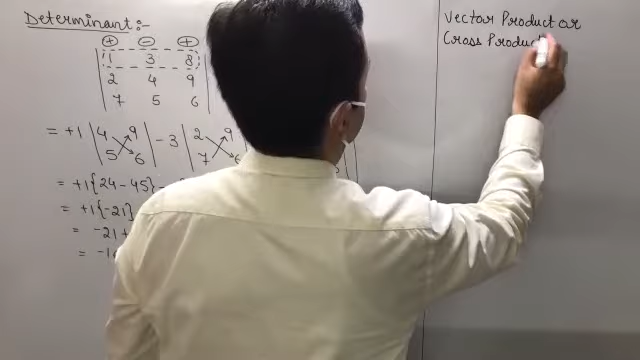 Determinant:-
+ - +
1 3 8
2 4 9
7 5 6
= +1 | 4 9 | - 3 | 2 9 |
5 6 7 6
= +1{24 - 45} -
= +1{-21}
= -21 +
= -1
Vector Product or
Cross Product